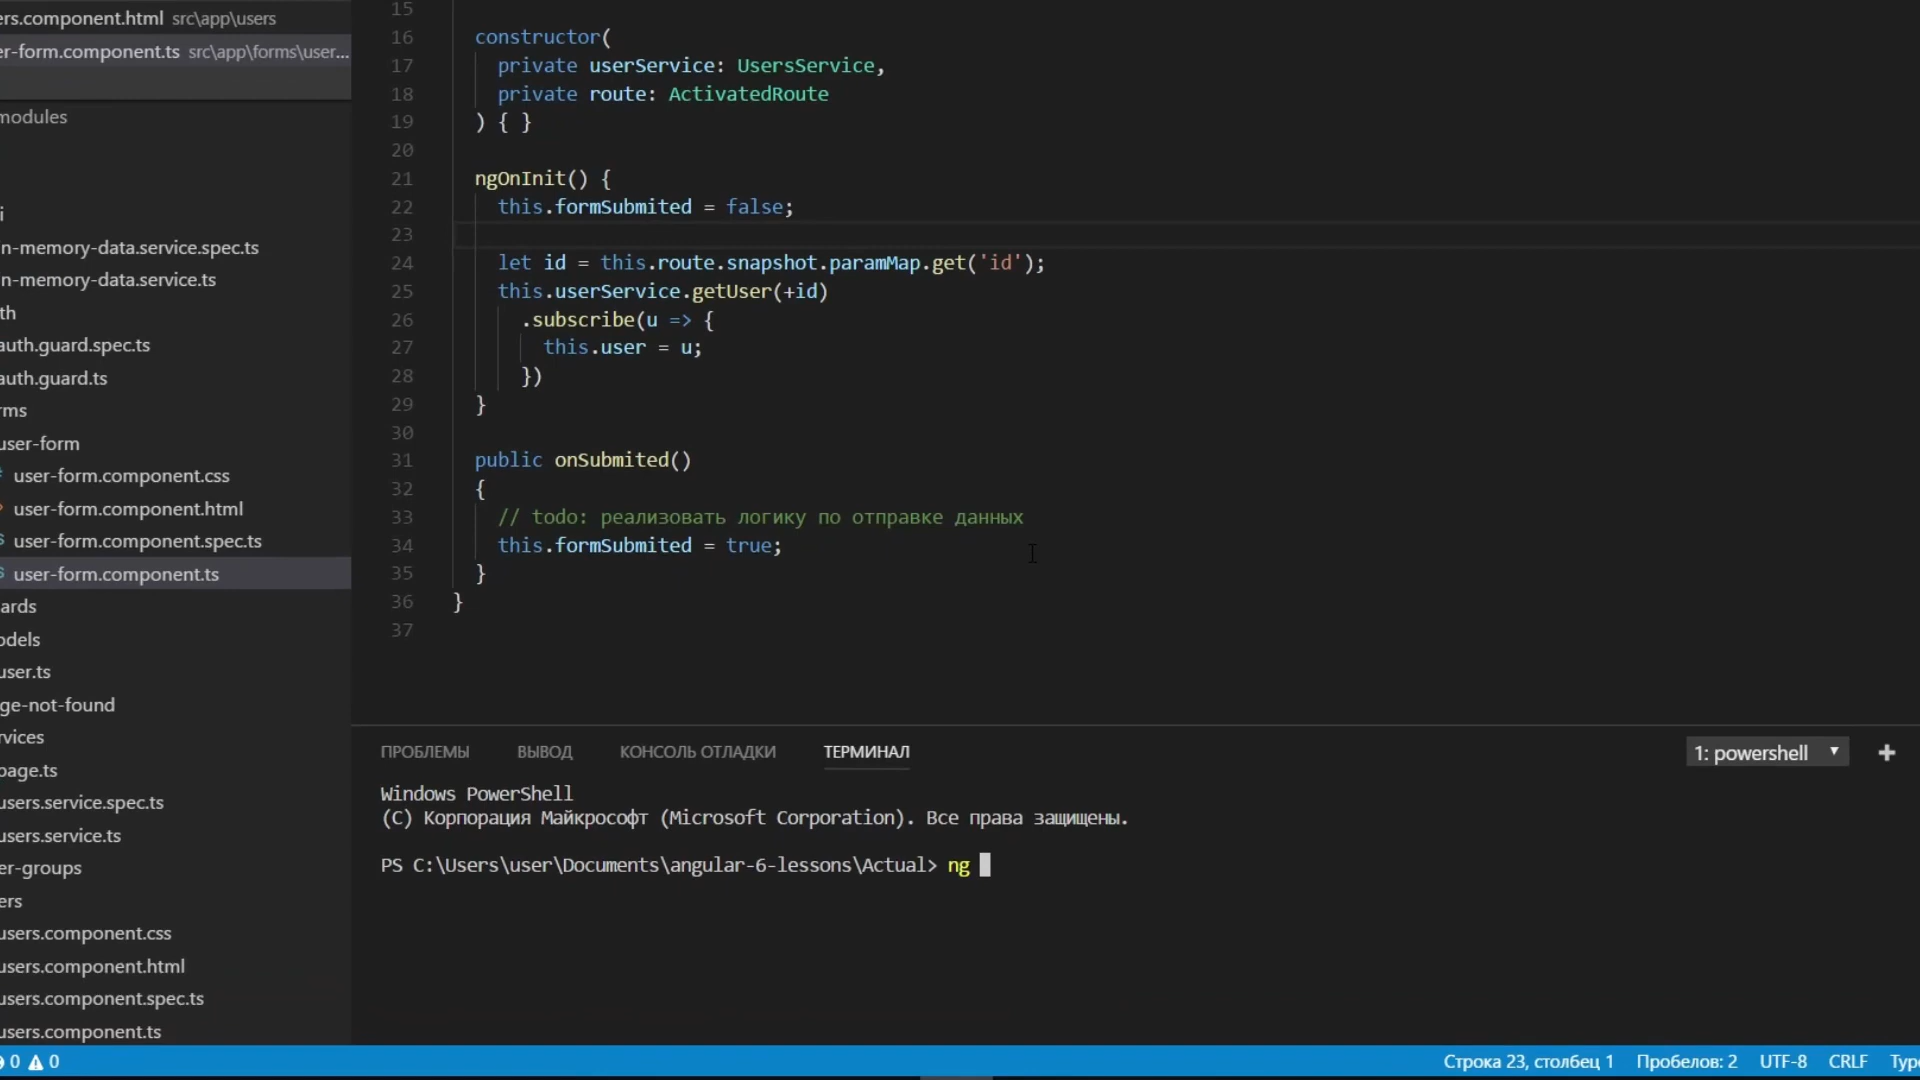 ers.component.html src\app\users
er-form.component.ts src\app\forms\user...
modules
i
n-memory-data.service.spec.ts
n-memory-data.service.ts
th
auth.guard.spec.ts
auth.guard.ts
rms
user-form
user-form.component.css
user-form.component.html
user-form.component.spec.ts
user-form.component.ts
ards
odels
user.ts
ge-not-found
rvices
page.ts
users.service.spec.ts
users.service.ts
er-groups
ers
users.component.css
users.component.html
users.component.spec.ts
users.component.ts
15
16 constructor(
17 private userService: UsersService,
18 private route: ActivatedRoute
19 ) { }
20
21 ngOnInit() {
22 this.formSubmited = false;
23
24 let id = this.route.snapshot.paramMap.get('id');
25 this.userService.getUser(+id)
26 .subscribe(u => {
27 this.user = u;
28 })
29 }
30
31 public onSubmited()
32 {
33 // todo: реализовать логику по отправке данных
34 this.formSubmited = true;
35 }
36 }
37
ПРОБЛЕМЫ ВЫВОД КОНСОЛЬ ОТЛАДКИ ТЕРМИНАЛ 1: powershell
Windows PowerShell
(C) Корпорация Майкрософт (Microsoft Corporation). Все права защищены.
PS C:\Users\user\Documents\angular-6-lessons\Actual> ng
0 0 Строка 23, столбец 1 Пробелов: 2 UTF-8 CRLF Type